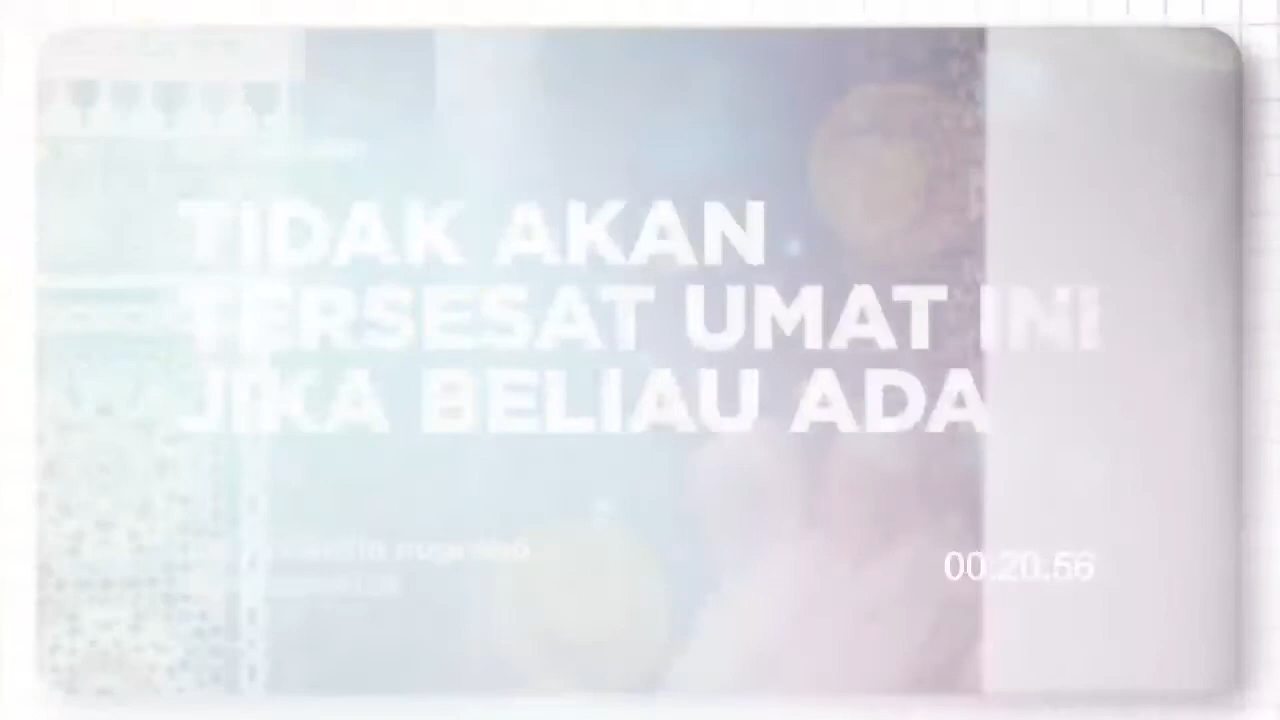 TIDAK AKAN
TERSESAT UMAT INI
JIKA BELIAU ADA
00:20:56